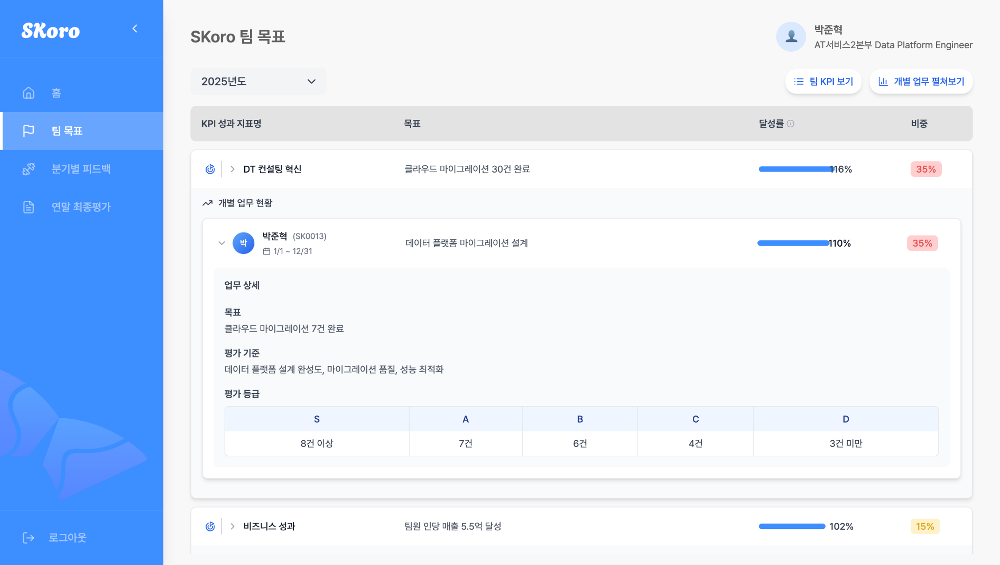 SKoro
홈
팀 목표
분기별 피드백
연말 최종평가
로그아웃
SKoro 팀 목표
박준혁
AT서비스2본부 Data Platform Engineer
2025년도
팀 KPI 보기
개별 업무 펼쳐보기
KPI 성과 지표명 목표 달성률 비중
DT 컨설팅 혁신 클라우드 마이그레이션 30건 완료 116% 35%
개별 업무 현황
박 박준혁 (SK0013) 데이터 플랫폼 마이그레이션 설계 110% 35%
1/1 ~ 12/31
업무 상세
목표
클라우드 마이그레이션 7건 완료
평가 기준
데이터 플랫폼 설계 완성도, 마이그레이션 품질, 성능 최적화
평가 등급
S A B C D
8건 이상 7건 6건 4건 3건 미만
비즈니스 성과 팀원 인당 매출 5.5억 달성 102% 15%